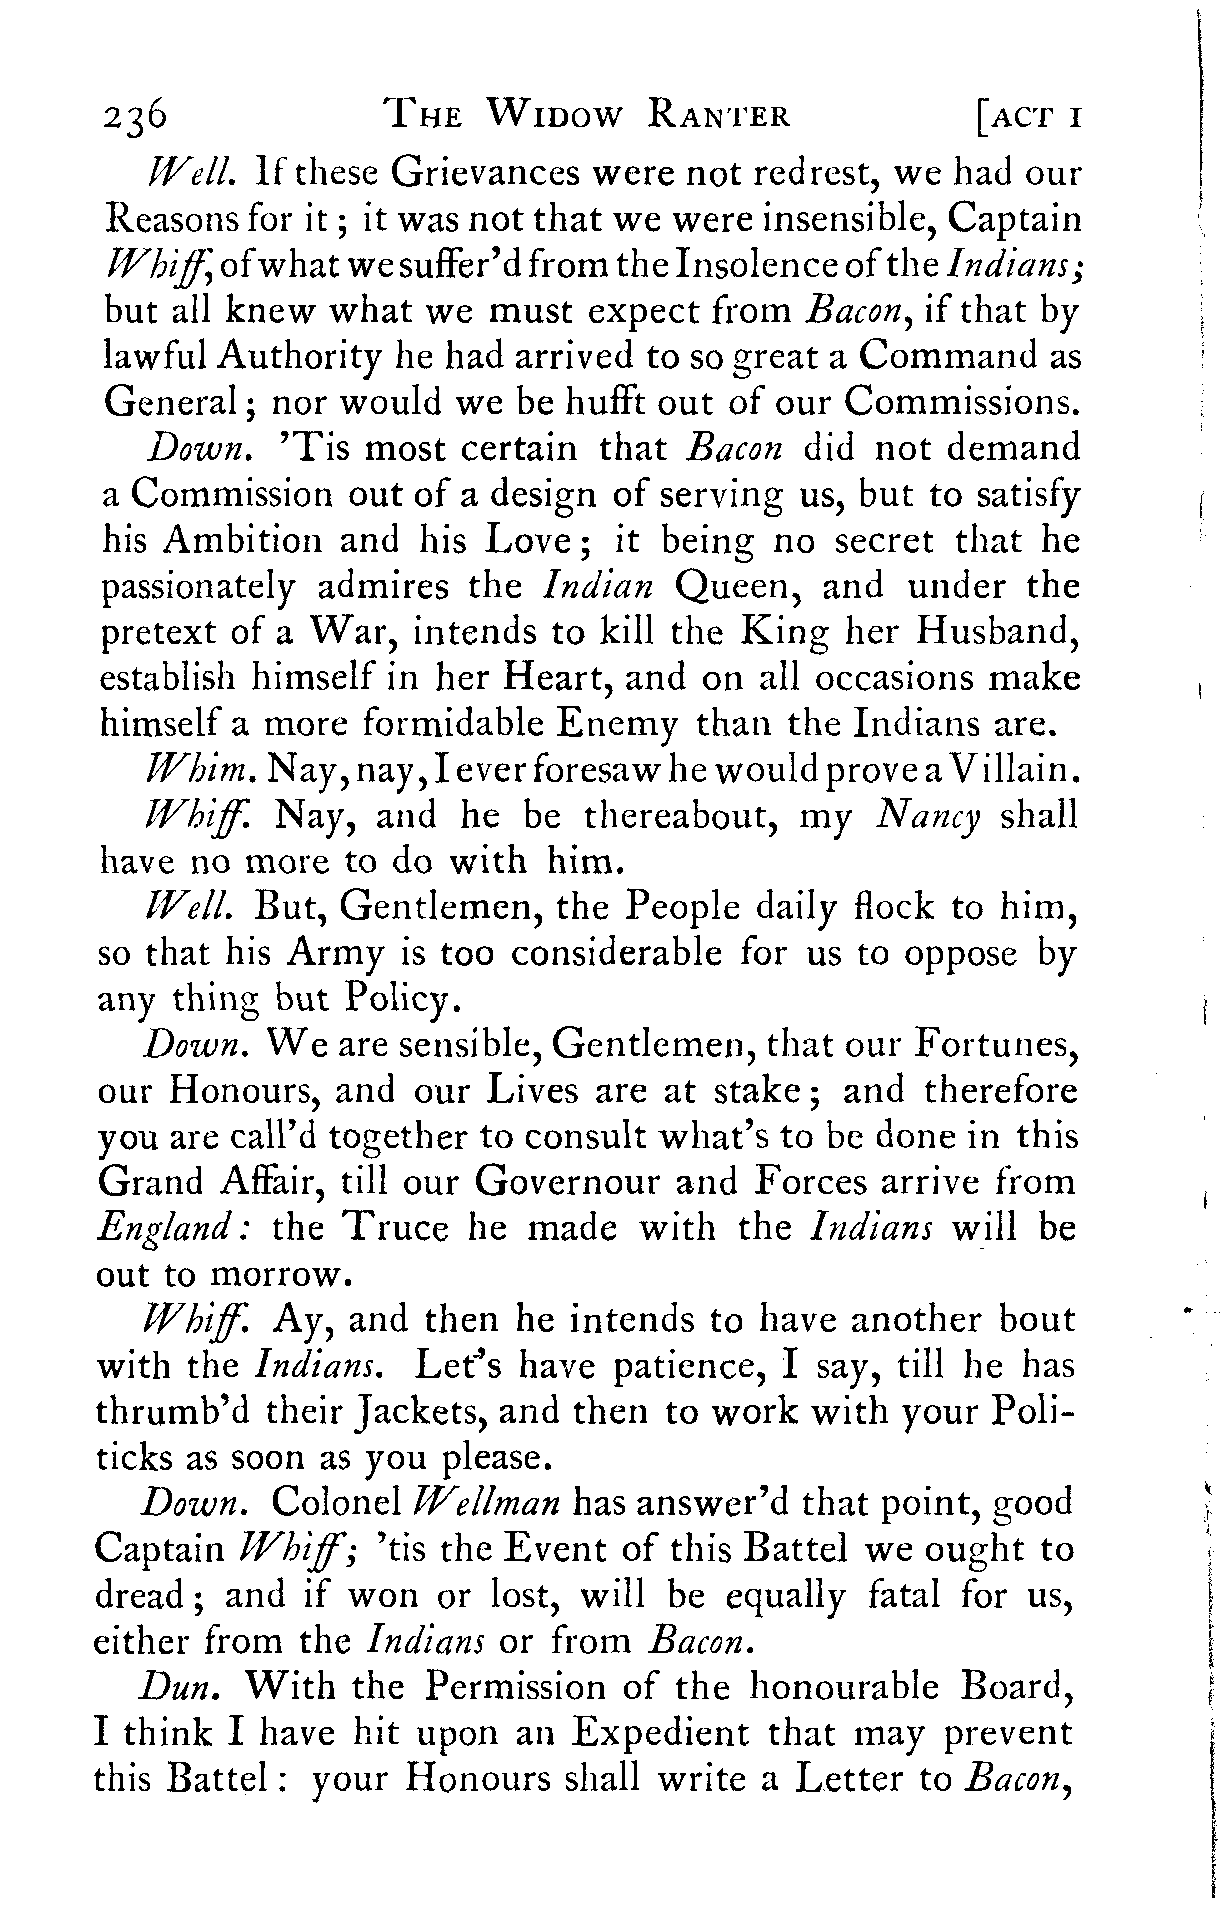 236 THE WIDOW RANTER [ACT I
Well. If these Grievances were not redrest, we had our
Reasons for it ; it was not that we were insensible, Captain
Whiff, of what we suffer'd from the Insolence of the Indians;
but all knew what we must expect from Bacon, if that by
lawful Authority he had arrived to so great a Command as
General ; nor would we be hufft out of our Commissions.
Down. 'Tis most certain that Bacon did not demand
a Commission out of a design of serving us, but to satisfy
his Ambition and his Love ; it being no secret that he
passionately admires the Indian Queen, and under the
pretext of a War, intends to kill the King her Husband,
establish himself in her Heart, and on all occasions make
himself a more formidable Enemy than the Indians are.
Whim. Nay, nay, I ever foresaw he would prove a Villain.
Whiff. Nay, and he be thereabout, my Nancy shall
have no more to do with him.
Well. But, Gentlemen, the People daily flock to him,
so that his Army is too considerable for us to oppose by
any thing but Policy.
Down. We are sensible, Gentlemen, that our Fortunes,
our Honours, and our Lives are at stake ; and therefore
you are call'd together to consult what's to be done in this
Grand Affair, till our Governour and Forces arrive from
England : the Truce he made with the Indians will be
out to morrow.
Whiff. Ay, and then he intends to have another bout
with the Indians. Let's have patience, I say, till he has
thrumb'd their Jackets, and then to work with your Poli-
ticks as soon as you please.
Down. Colonel Wellman has answer'd that point, good
Captain Whiff; 'tis the Event of this Battel we ought to
dread ; and if won or lost, will be equally fatal for us,
either from the Indians or from Bacon.
Dun. With the Permission of the honourable Board,
I think I have hit upon an Expedient that may prevent
this Battel : your Honours shall write a Letter to Bacon,